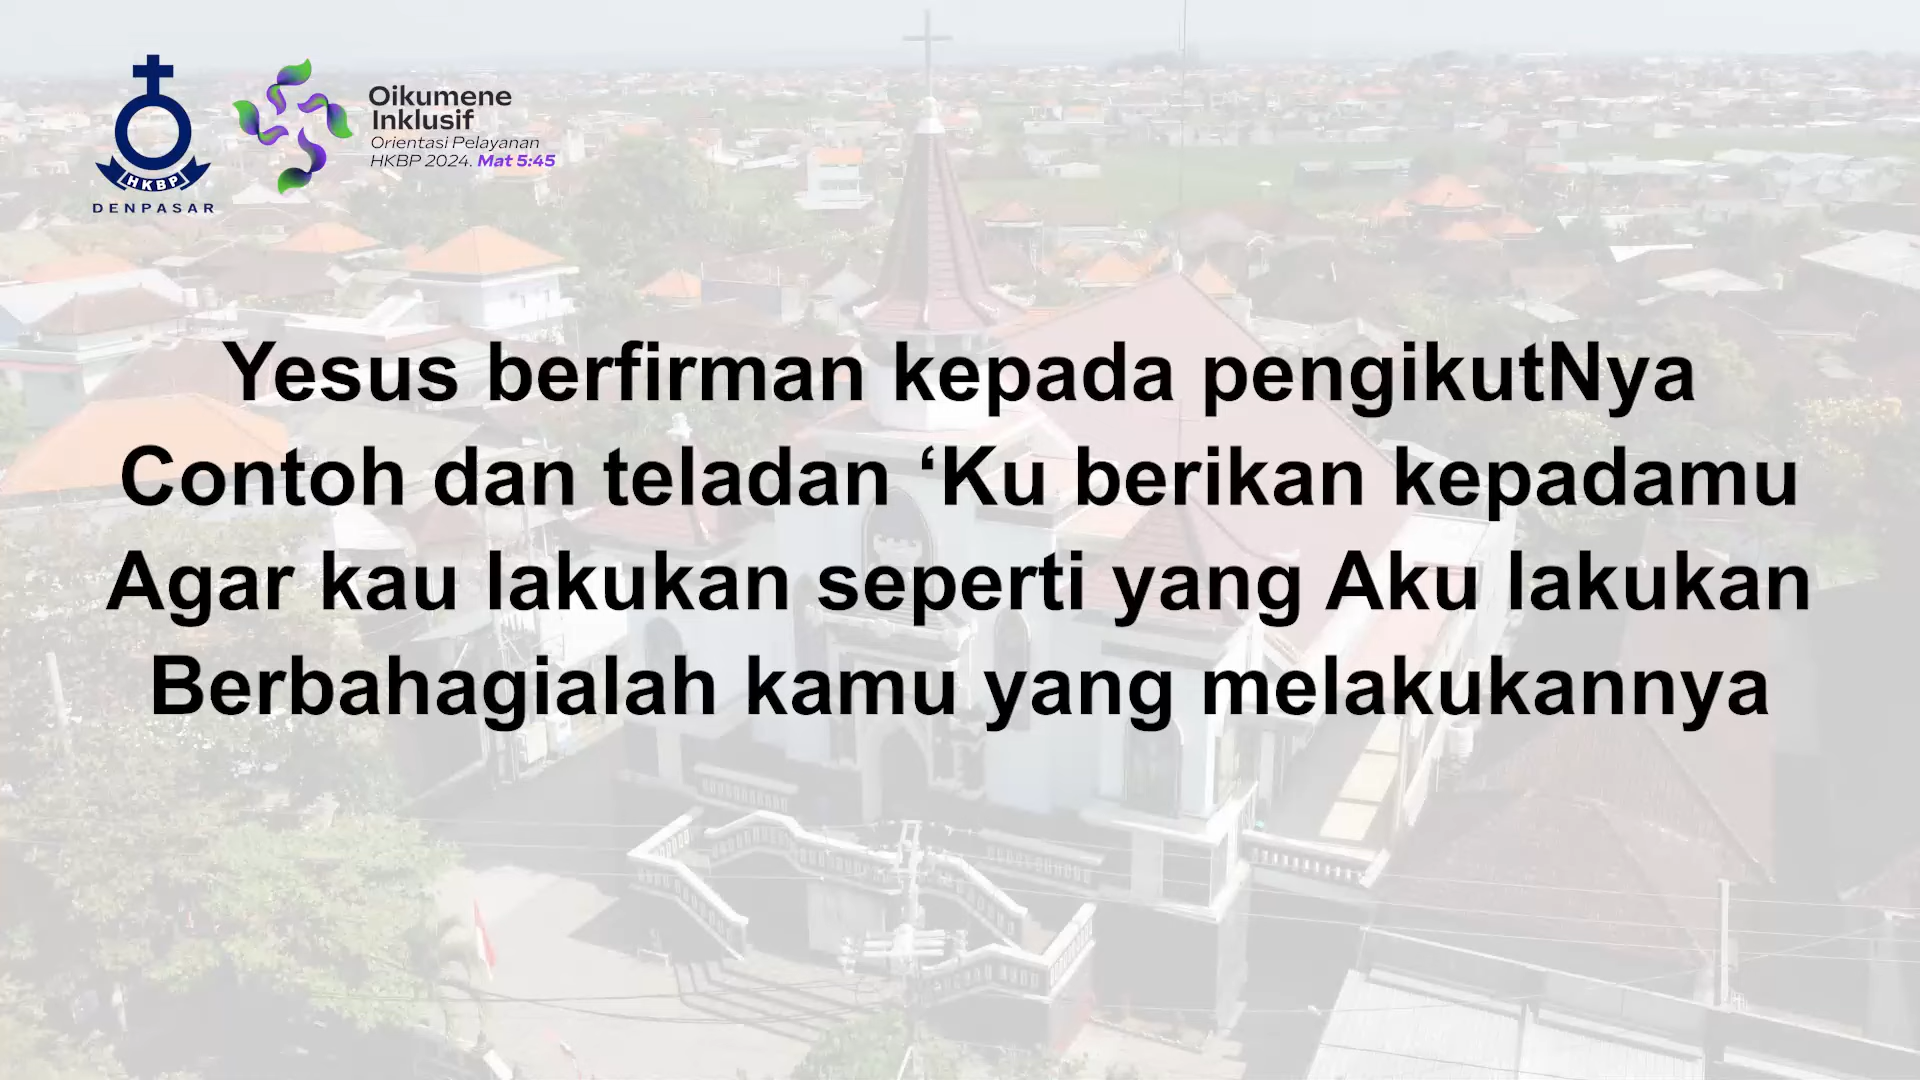 HKBP
DENPASAR
Oikumene
Inklusif
Orientasi Pelayanan
HKBP 2024. Mat 5:45
Yesus berfirman kepada pengikutNya
Contoh dan teladan ‘Ku berikan kepadamu
Agar kau lakukan seperti yang Aku lakukan
Berbahagialah kamu yang melakukannya